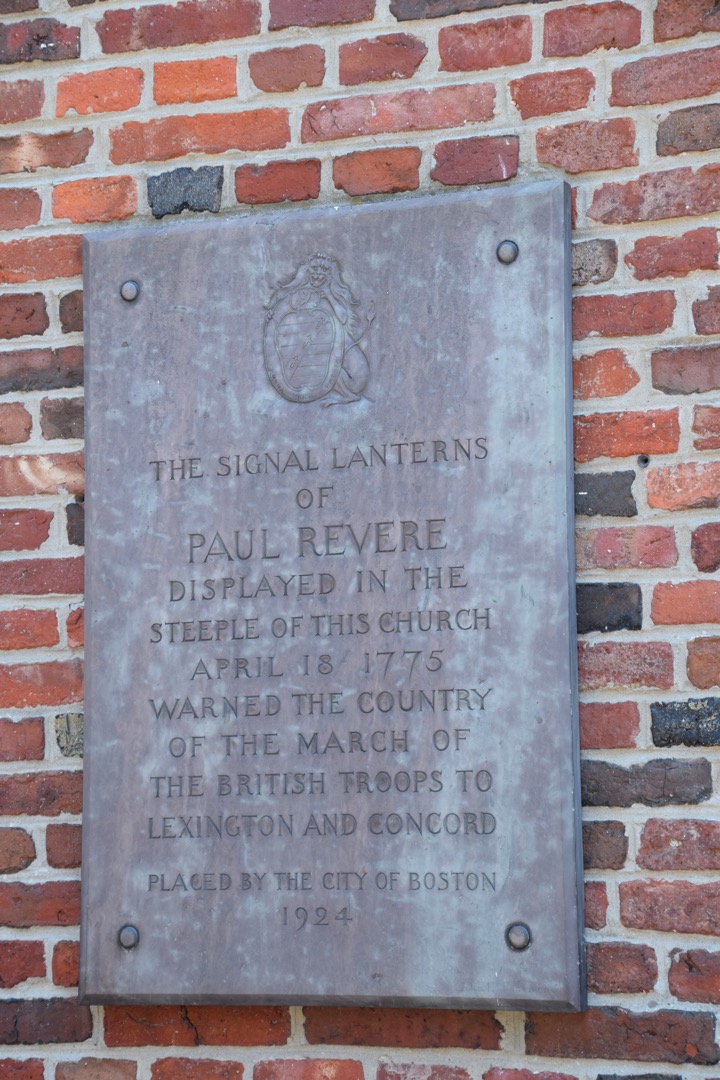 THE SIGNAL LANTERNS
OF
PAUL REVERE
DISPLAYED IN THE
STEEPLE OF THIS CHURCH
APRIL 18 1775
WARNED THE COUNTRY
OF THE MARCH OF
THE BRITISH TROOPS TO
LEXINGTON AND CONCORD
PLACED BY THE CITY OF BOSTON
1924